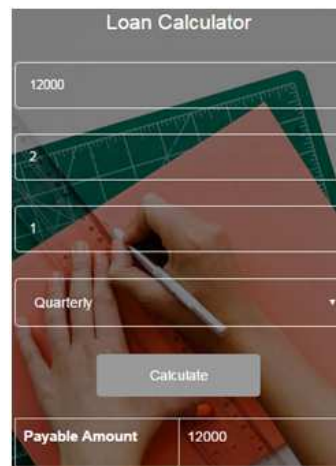 Loan Calculator
12000
2
1
Quarterly
Calculate
Payable Amount 12000